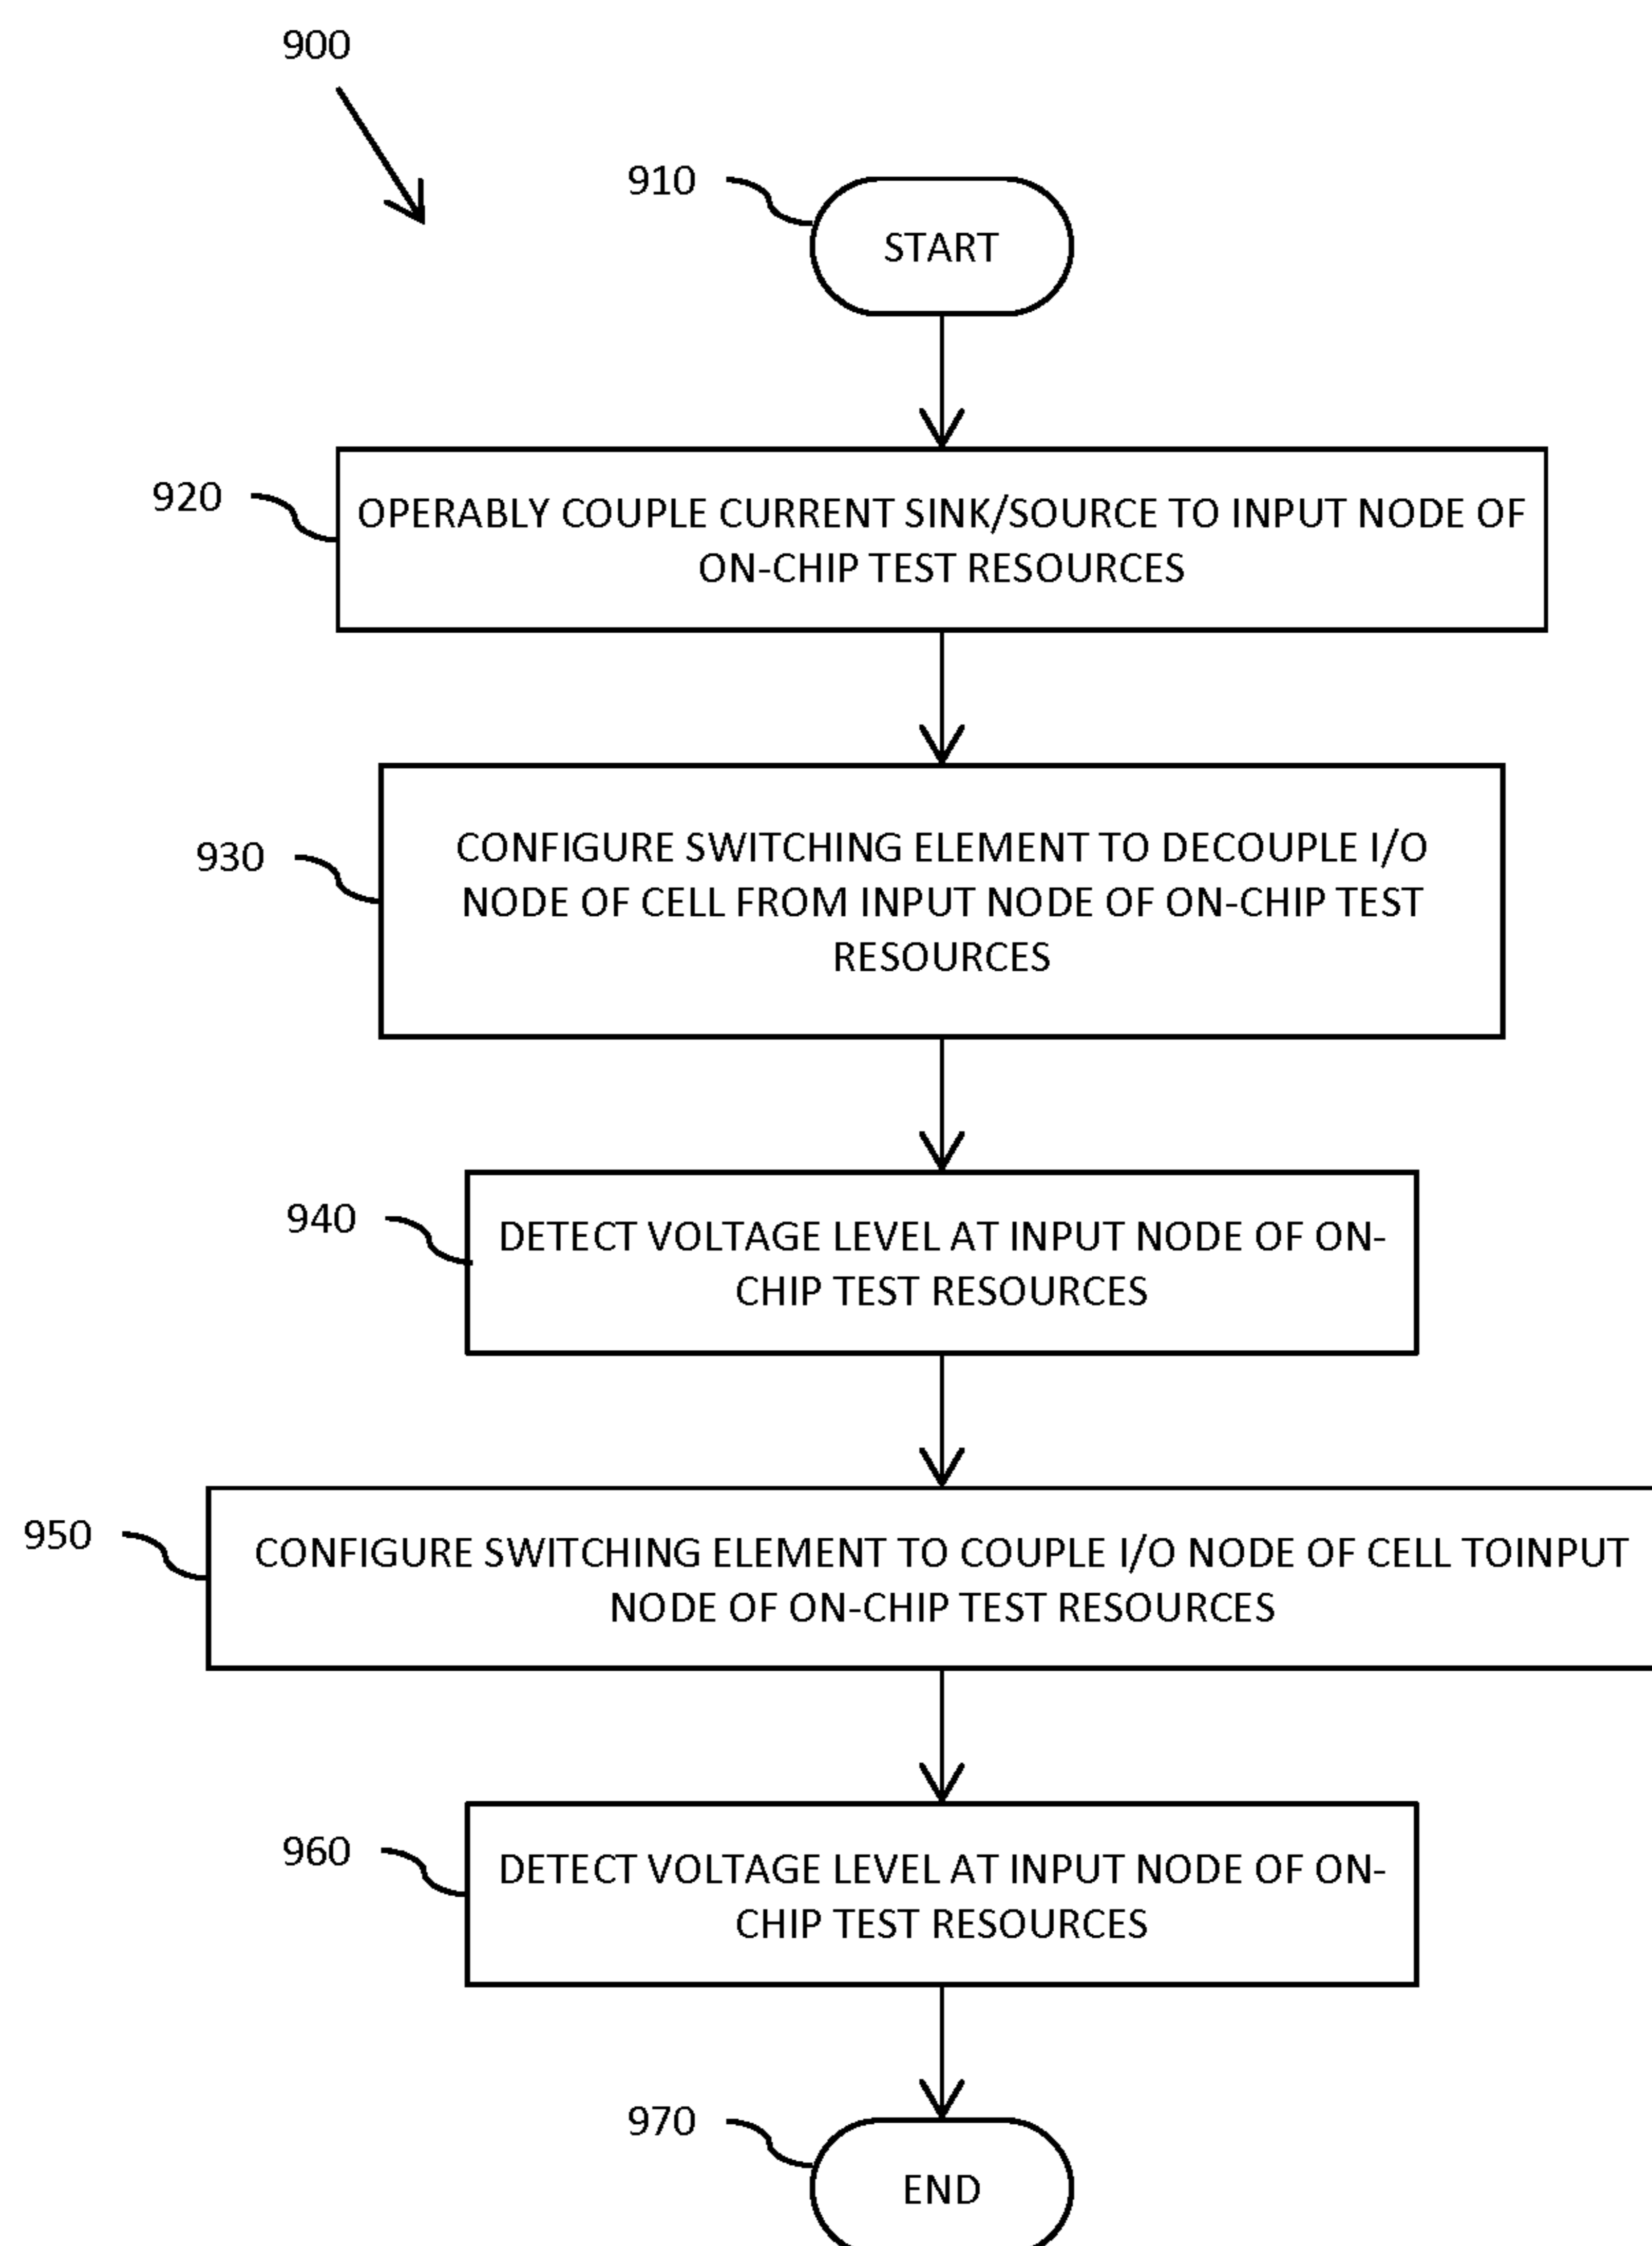 900
910
START
920
OPERABLY COUPLE CURRENT SINK/SOURCE TO INPUT NODE OF
ON-CHIP TEST RESOURCES
930
CONFIGURE SWITCHING ELEMENT TO DECOUPLE I/O
NODE OF CELL FROM INPUT NODE OF ON-CHIP TEST
RESOURCES
940
DETECT VOLTAGE LEVEL AT INPUT NODE OF ON-
CHIP TEST RESOURCES
950
CONFIGURE SWITCHING ELEMENT TO COUPLE I/O NODE OF CELL TOINPUT
NODE OF ON-CHIP TEST RESOURCES
960
DETECT VOLTAGE LEVEL AT INPUT NODE OF ON-
CHIP TEST RESOURCES
970
END